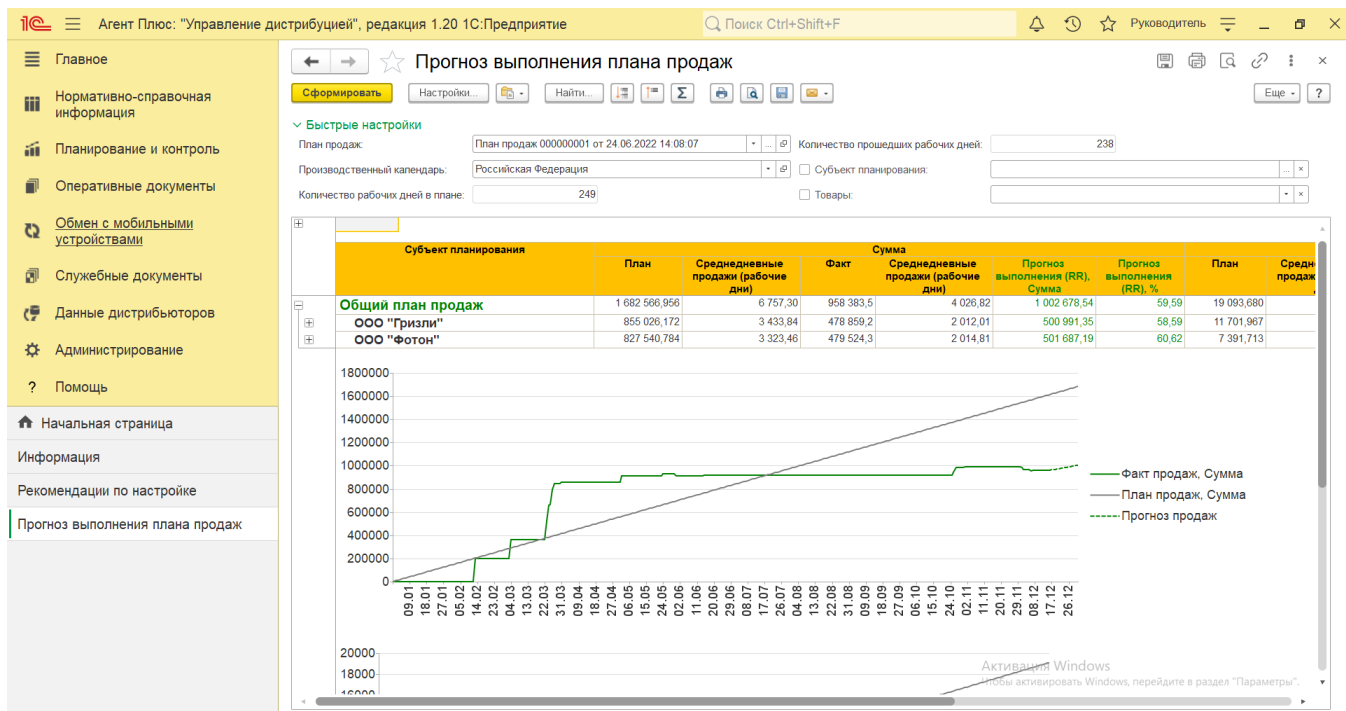 1С Агент Плюс: "Управление дистрибуцией", редакция 1.20 1С:Предприятие
Поиск Ctrl+Shift+F
Руководитель
Главное
Нормативно-справочная
информация
Планирование и контроль
Оперативные документы
Обмен с мобильными
устройствами
Служебные документы
Данные дистрибьюторов
Администрирование
? Помощь
Начальная страница
Информация
Рекомендации по настройке
Прогноз выполнения плана продаж
Прогноз выполнения плана продаж
Сформировать Настройки... Найти... Σ Еще ?
Быстрые настройки
План продаж: План продаж 000000001 от 24.06.2022 14:08:07 ... Количество прошедших рабочих дней: 238
Производственный календарь: Российская Федерация Субъект планирования: ... ×
Количество рабочих дней в плане: 249 Товары: ×
Субъект планирования Сумма
План Среднедневные продажи (рабочие дни) Факт Среднедневные продажи (рабочие дни) Прогноз выполнения (RR), Сумма Прогноз выполнения (RR), % План
Общий план продаж 1 682 566,956 6 757,30 958 383,5 4 026,82 1 002 678,54 59,59 19 093,680
ООО "Гризли" 855 026,172 3 433,84 478 859,2 2 012,01 500 991,35 58,59 11 701,967
ООО "Фотон" 827 540,784 3 323,46 479 524,3 2 014,81 501 687,19 60,62 7 391,713
1800000
1600000
1400000
1200000
1000000
800000
600000
400000
200000
0
09.01 18.01 27.01 05.02 14.02 23.02 04.03 13.03 22.03 31.03 09.04 18.04 27.04 06.05 15.05 24.05 02.06 11.06 20.06 29.06 08.07 17.07 26.07 04.08 13.08 22.08 31.08 09.09 18.09 27.09 06.10 15.10 24.10 02.11 11.11 20.11 29.11 08.12 17.12 26.12
Факт продаж, Сумма
План продаж, Сумма
Прогноз продаж
20000
18000
Активация Windows
Чтобы активировать Windows, перейдите в раздел "Параметры".